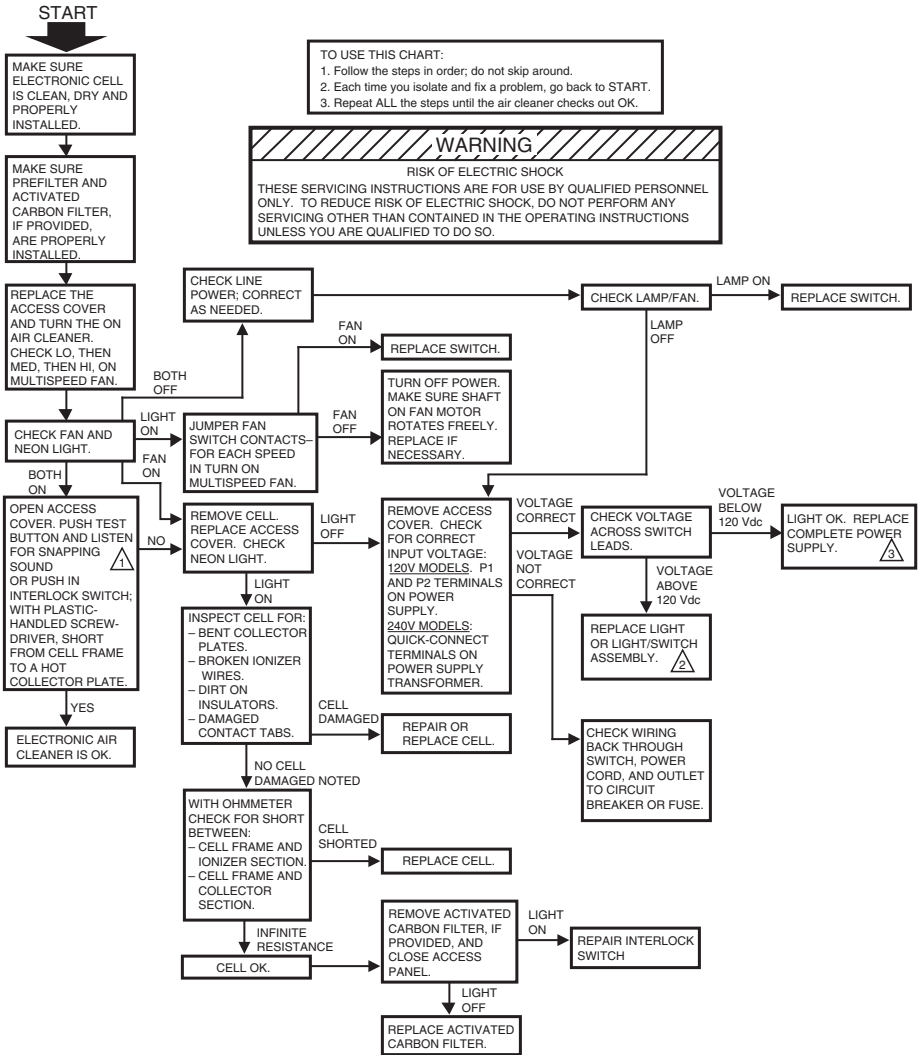 START
MAKE SURE
ELECTRONIC CELL
IS CLEAN, DRY AND
PROPERLY
INSTALLED.
MAKE SURE
PREFILTER AND
ACTIVATED
CARBON FILTER,
IF PROVIDED,
ARE PROPERLY
INSTALLED.
REPLACE THE
ACCESS COVER
AND TURN THE ON
AIR CLEANER.
CHECK LO, THEN
MED, THEN HI, ON
MULTISPEED FAN.
CHECK FAN AND
NEON LIGHT.
TO USE THIS CHART:
1. Follow the steps in order; do not skip around.
2. Each time you isolate and fix a problem, go back to START.
3. Repeat ALL the steps until the air cleaner checks out OK.
WARNING
RISK OF ELECTRIC SHOCK
THESE SERVICING INSTRUCTIONS ARE FOR USE BY QUALIFIED PERSONNEL
ONLY. TO REDUCE RISK OF ELECTRIC SHOCK, DO NOT PERFORM ANY
SERVICING OTHER THAN CONTAINED IN THE OPERATING INSTRUCTIONS
UNLESS YOU ARE QUALIFIED TO DO SO.
BOTH
OFF
CHECK LINE
POWER; CORRECT
AS NEEDED.
CHECK LAMP/FAN.
LAMP ON
REPLACE SWITCH.
LAMP
OFF
LIGHT
ON
JUMPER FAN
SWITCH CONTACTS–
FOR EACH SPEED
IN TURN ON
MULTISPEED FAN.
FAN
ON
REPLACE SWITCH.
FAN
OFF
TURN OFF POWER.
MAKE SURE SHAFT
ON FAN MOTOR
ROTATES FREELY.
REPLACE IF
NECESSARY.
FAN
ON
BOTH
ON
OPEN ACCESS
COVER. PUSH TEST
BUTTON AND LISTEN
FOR SNAPPING
SOUND
1
OR PUSH IN
INTERLOCK SWITCH;
WITH PLASTIC-
HANDLED SCREW-
DRIVER, SHORT
FROM CELL FRAME
TO A HOT
COLLECTOR PLATE.
YES
ELECTRONIC AIR
CLEANER IS OK.
NO
REMOVE CELL.
REPLACE ACCESS
COVER. CHECK
NEON LIGHT.
LIGHT
OFF
REMOVE ACCESS
COVER. CHECK
FOR CORRECT
INPUT VOLTAGE:
120V MODELS. P1
AND P2 TERMINALS
ON POWER
SUPPLY.
240V MODELS:
QUICK-CONNECT
TERMINALS ON
POWER SUPPLY
TRANSFORMER.
VOLTAGE
CORRECT
CHECK VOLTAGE
ACROSS SWITCH
LEADS.
VOLTAGE
BELOW
120 Vdc
LIGHT OK. REPLACE
COMPLETE POWER
SUPPLY.
3
VOLTAGE
ABOVE
120 Vdc
REPLACE LIGHT
OR LIGHT/SWITCH
ASSEMBLY.
2
VOLTAGE
NOT
CORRECT
CHECK WIRING
BACK THROUGH
SWITCH, POWER
CORD, AND OUTLET
TO CIRCUIT
BREAKER OR FUSE.
LIGHT
ON
INSPECT CELL FOR:
– BENT COLLECTOR
PLATES.
– BROKEN IONIZER
WIRES.
– DIRT ON
INSULATORS.
– DAMAGED
CONTACT TABS.
CELL
DAMAGED
REPAIR OR
REPLACE CELL.
NO CELL
DAMAGED NOTED
WITH OHMMETER
CHECK FOR SHORT
BETWEEN:
– CELL FRAME AND
IONIZER SECTION.
– CELL FRAME AND
COLLECTOR
SECTION.
CELL
SHORTED
REPLACE CELL.
INFINITE
RESISTANCE
CELL OK.
REMOVE ACTIVATED
CARBON FILTER, IF
PROVIDED, AND
CLOSE ACCESS
PANEL.
LIGHT
ON
REPAIR INTERLOCK
SWITCH
LIGHT
OFF
REPLACE ACTIVATED
CARBON FILTER.